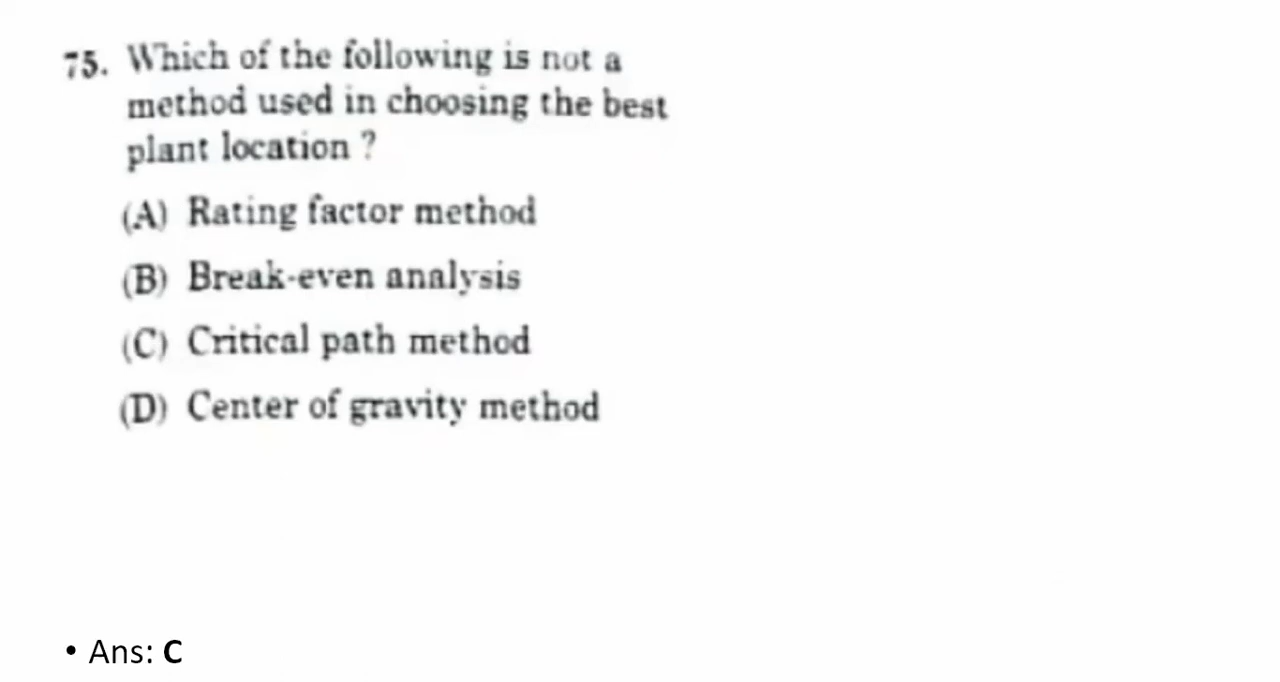 75. Which of the following is not a
method used in choosing the best
plant location ?
(A) Rating factor method
(B) Break-even analysis
(C) Critical path method
(D) Center of gravity method
• Ans: C